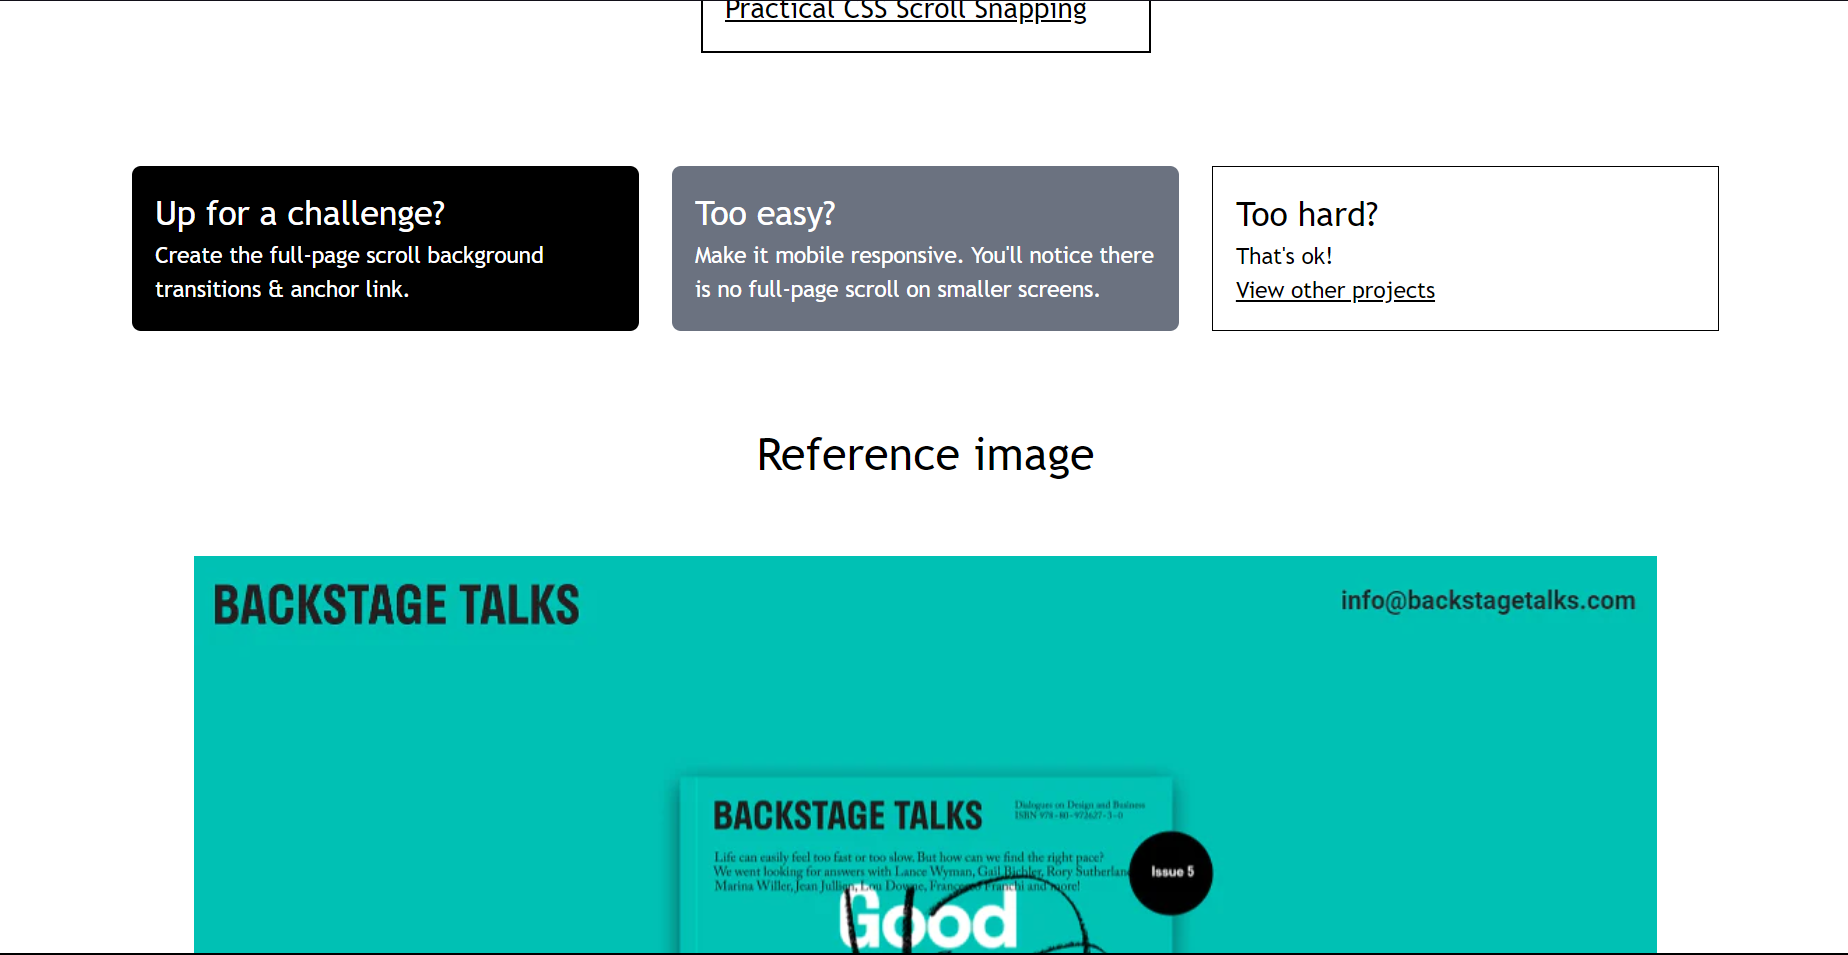 Practical CSS Scroll Snapping
Up for a challenge?
Create the full-page scroll background
transitions & anchor link.
Too easy?
Make it mobile responsive. You'll notice there
is no full-page scroll on smaller screens.
Too hard?
That's ok!
View other projects
Reference image
BACKSTAGE TALKS
info@backstagetalks.com
BACKSTAGE TALKS
Dialogues on Design and Business
ISBN 978-80-972627-3-0
Life can easily feel too fast or too slow. But how can we find the right pace?
We went looking for answers with Lance Wyman, Gail Bichler, Rory Sutherland
Marina Willer, Jean Jullien, Lou Downe, Francesco Franchi and more!
Issue 5
Good